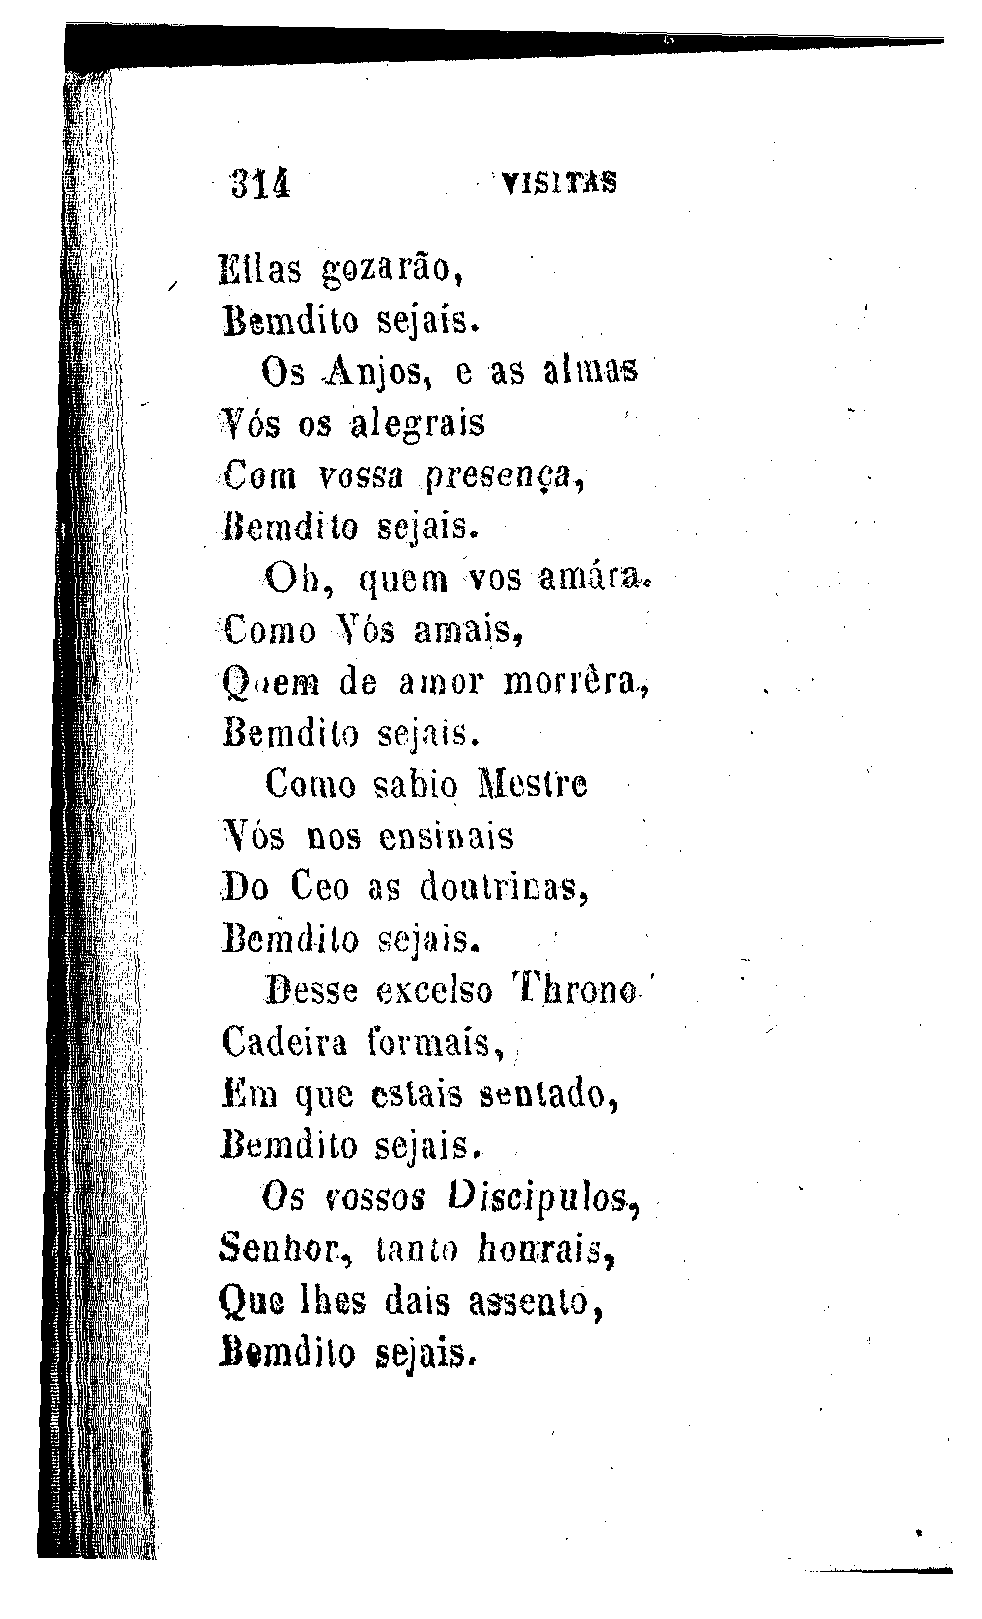 314 VISITAS
Ellas gozarão,
Bemdito sejais.
Os Anjos, e as almas
Vós os alegrais
Com vossa presença,
Bemdito sejais.
Oh, quem vos amára.
Como Vós amais,
Quem de amor morrêra,
Bemdito sejais.
Como sabio Mestre
Vós nos ensinais
Do Ceo as doutrinas,
Bemdito sejais.
Desse excelso Throno
Cadeira formais,
Em que estais sentado,
Bemdito sejais.
Os vossos Discipulos,
Senhor, tanto honrais,
Que lhes dais assento,
Bemdito sejais.